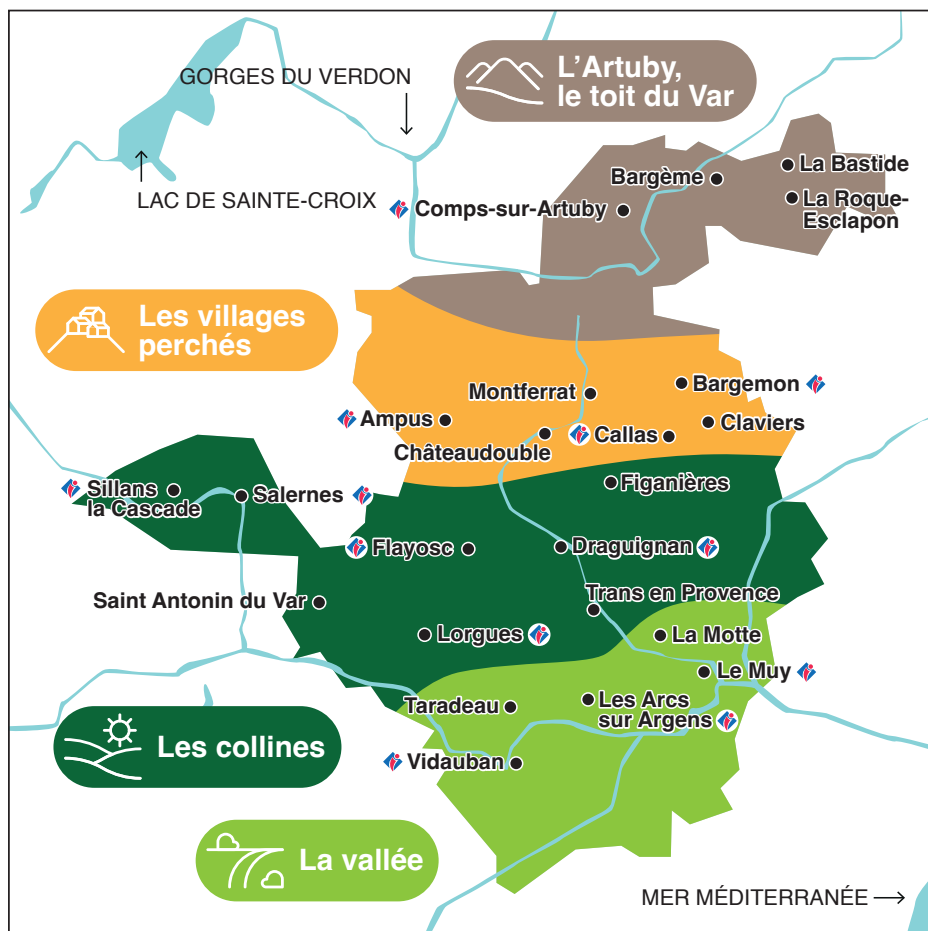 GORGES DU VERDON
L'Artuby,
le toit du Var
LAC DE SAINTE-CROIX
La Bastide
Bargème
La Roque-
Esclapon
Comps-sur-Artuby
Les villages
perchés
Montferrat
Bargemon
Ampus
Claviers
Châteaudouble
Callas
Sillans
la Cascade
Salernes
Figanières
Flayosc
Draguignan
Saint Antonin du Var
Trans en Provence
Lorgues
La Motte
Le Muy
Taradeau
Les Arcs
sur Argens
Les collines
Vidauban
La vallée
MER MÉDITERRANÉE